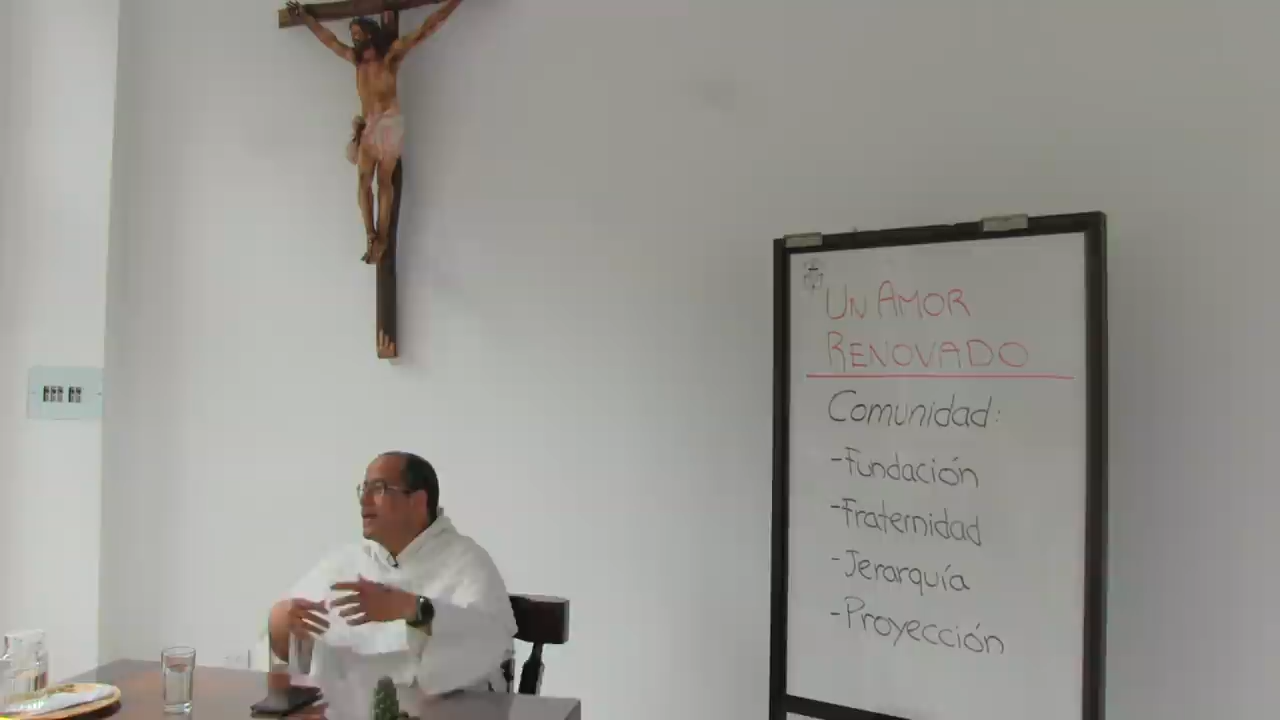 UN AMOR
RENOVADO
Comunidad:
-Fundación
-Fraternidad
-Jerarquía
-Proyección